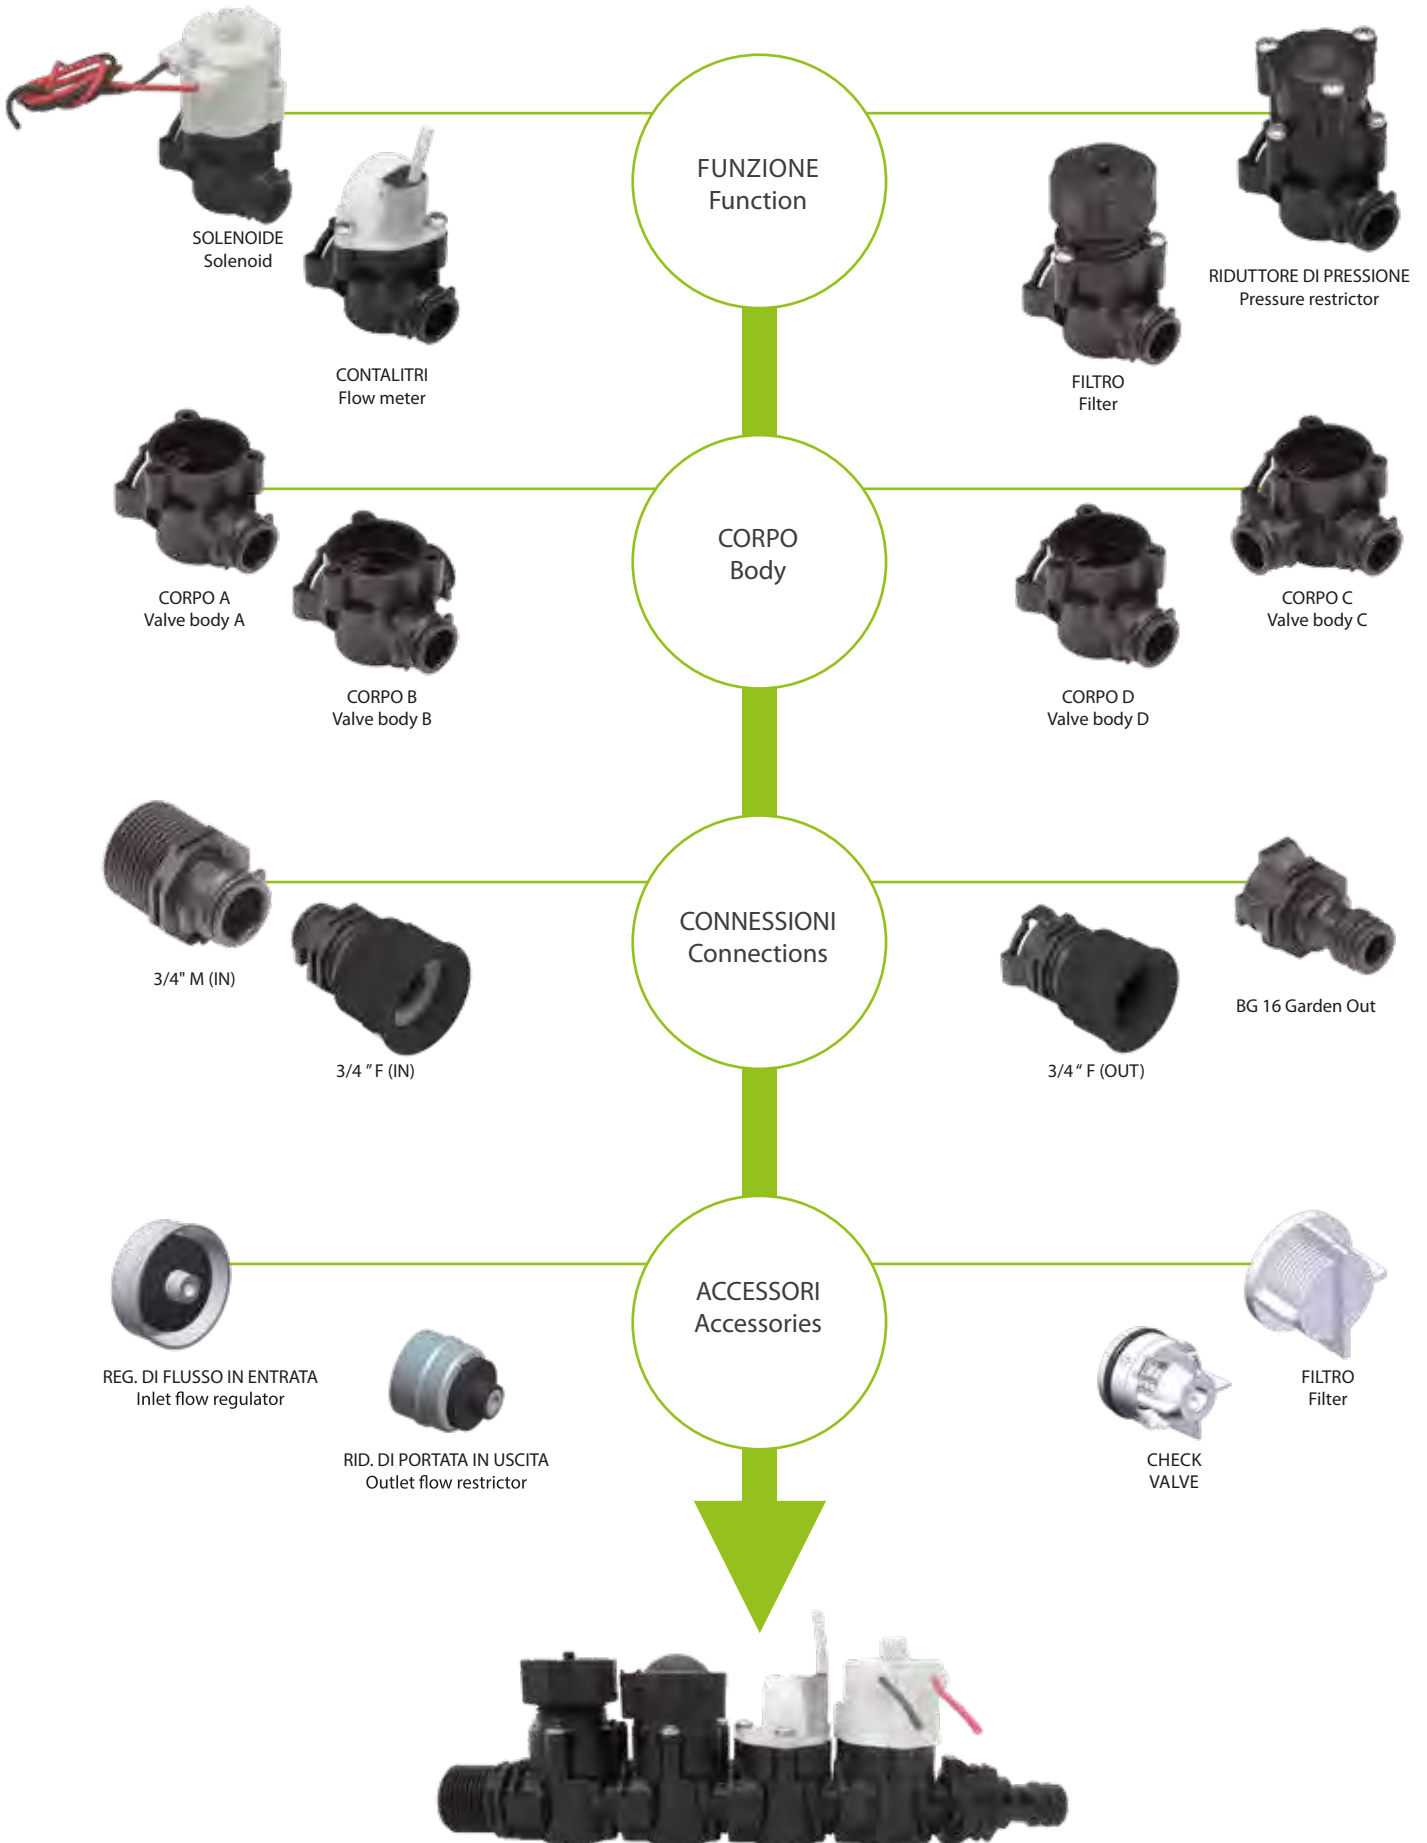 FUNZIONE
Function
SOLENOIDE
Solenoid
CONTALITRI
Flow meter
FILTRO
Filter
RIDUTTORE DI PRESSIONE
Pressure restrictor
CORPO
Body
CORPO A
Valve body A
CORPO B
Valve body B
CORPO D
Valve body D
CORPO C
Valve body C
CONNESSIONI
Connections
3/4" M (IN)
3/4 " F (IN)
3/4 “ F (OUT)
BG 16 Garden Out
ACCESSORI
Accessories
REG. DI FLUSSO IN ENTRATA
Inlet flow regulator
RID. DI PORTATA IN USCITA
Outlet flow restrictor
CHECK
VALVE
FILTRO
Filter